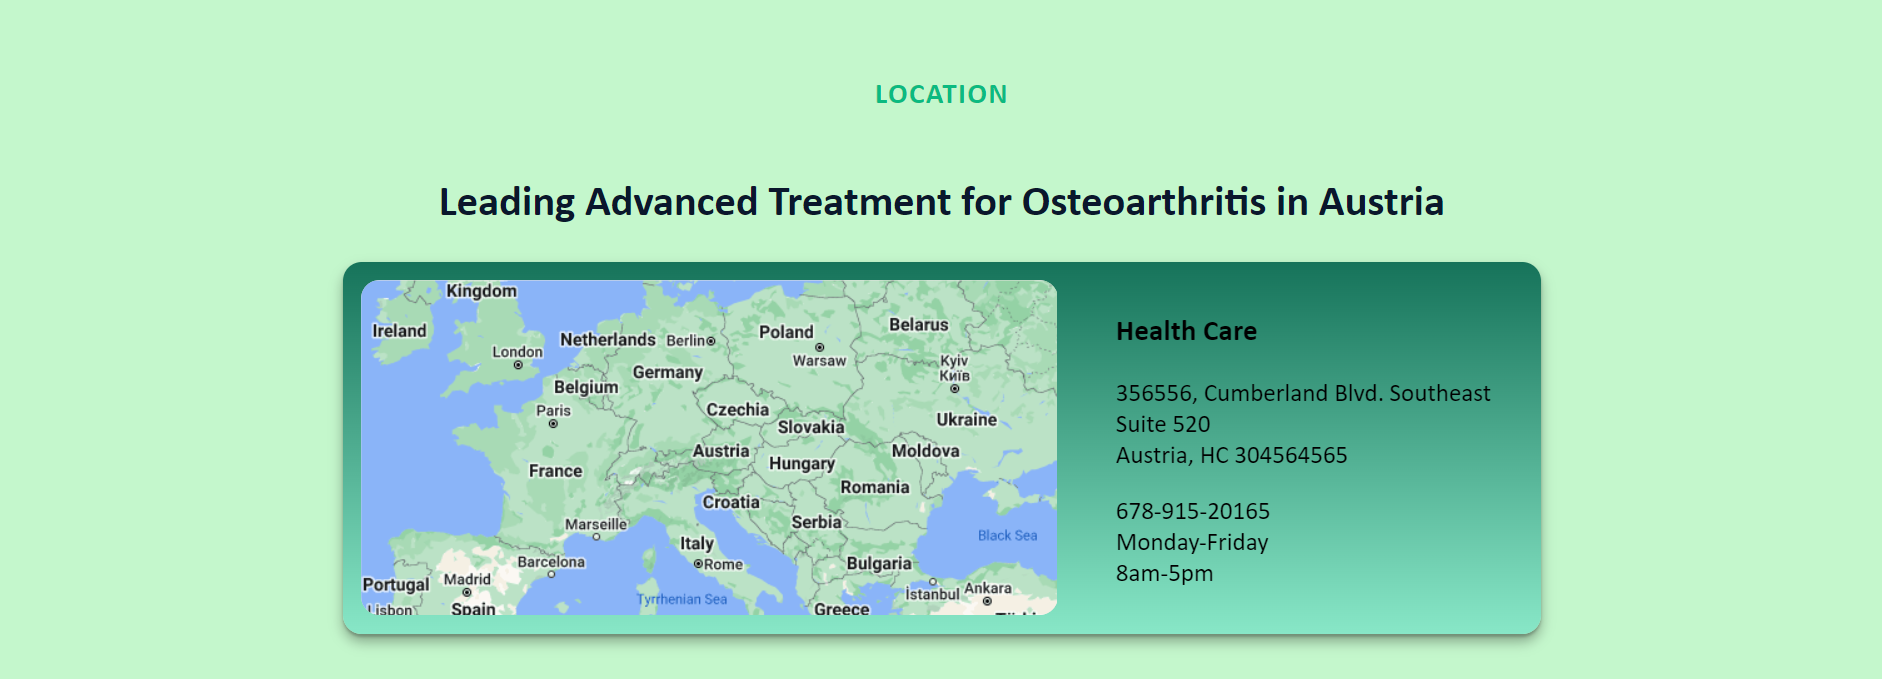 LOCATION
Leading Advanced Treatment for Osteoarthritis in Austria
Kingdom
Ireland
London
Netherlands
Berlin
Poland
Warsaw
Belarus
Kyiv
Київ
Germany
Belgium
Paris
Czechia
Slovakia
Ukraine
Austria
Hungary
Moldova
France
Romania
Croatia
Serbia
Marseille
Black Sea
Italy
Rome
Barcelona
Bulgaria
Portugal
Madrid
İstanbul
Ankara
Tyrrhenian Sea
Lisbon
Spain
Greece
Health Care
356556, Cumberland Blvd. Southeast
Suite 520
Austria, HC 304564565
678-915-20165
Monday-Friday
8am-5pm